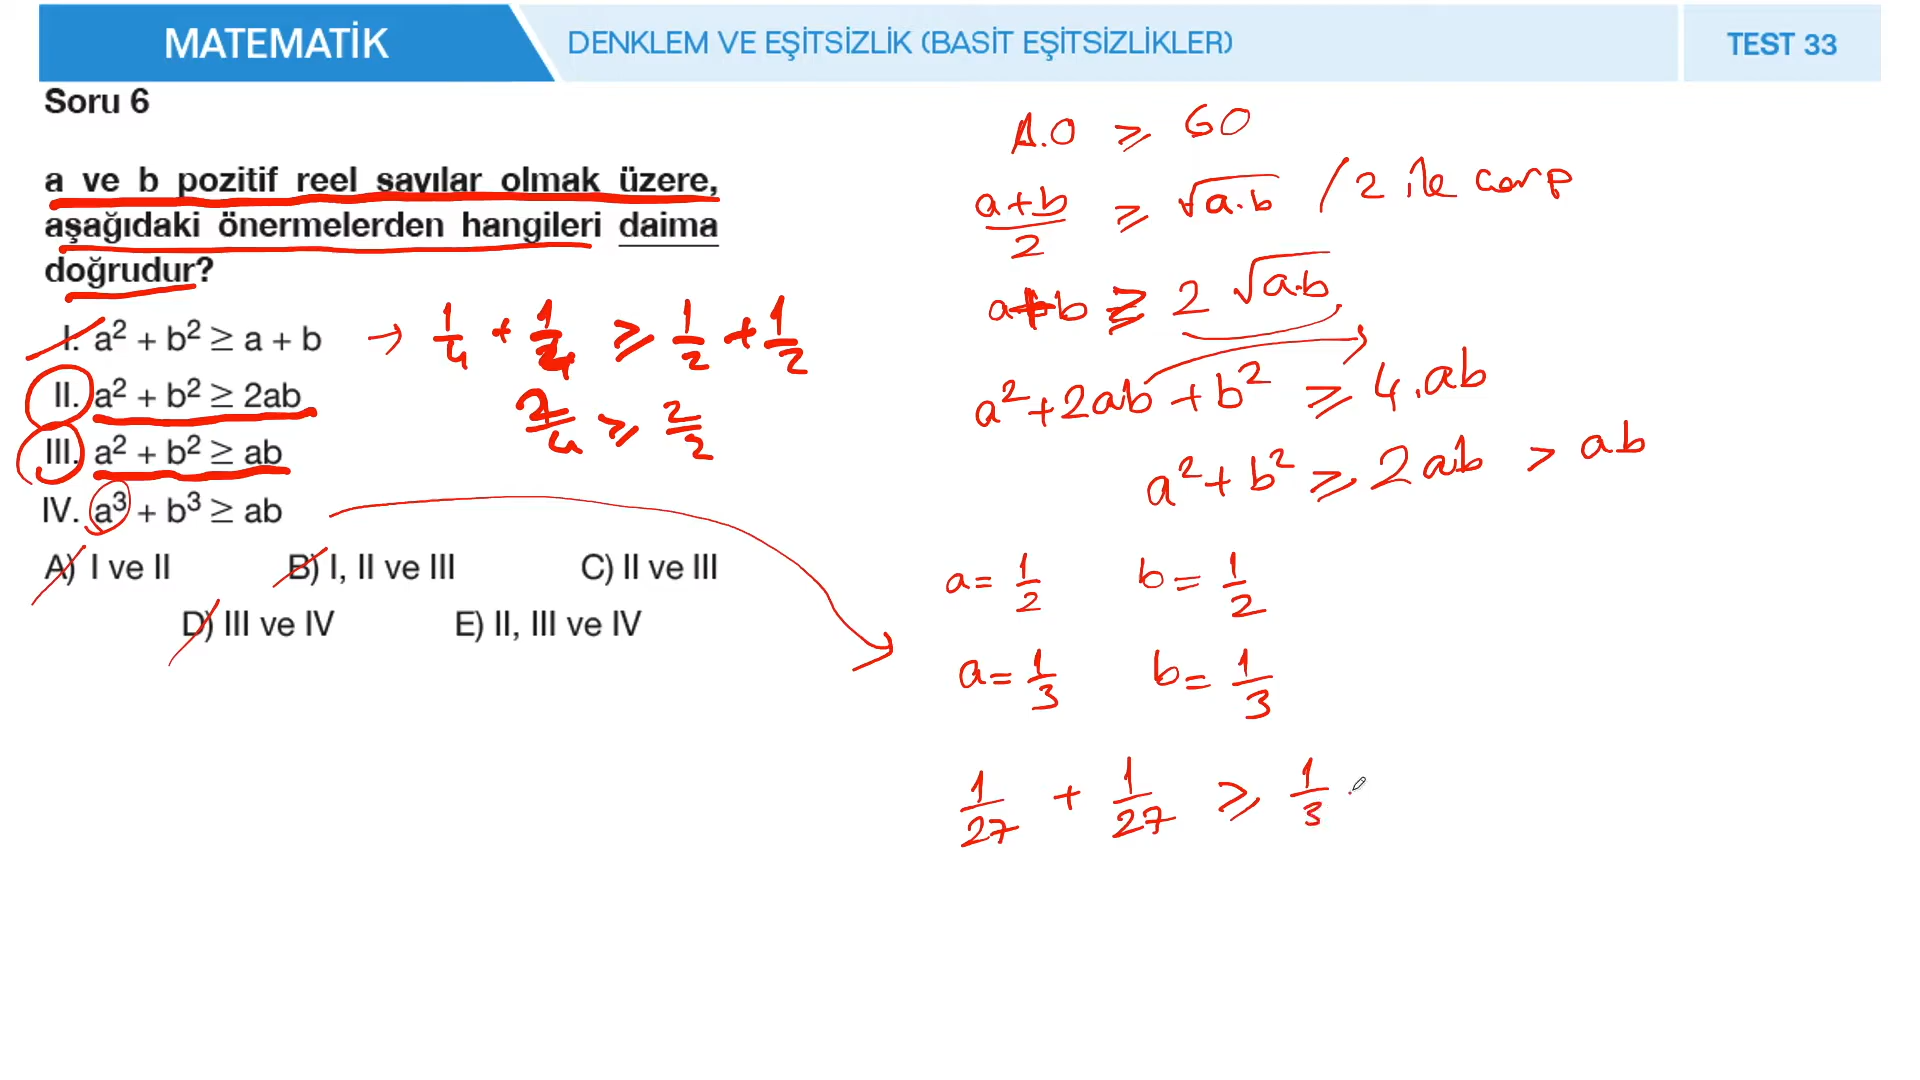 MATEMATİK
DENKLEM VE EŞİTSİZLİK (BASİT EŞİTSİZLİKLER)
TEST 33
Soru 6
a ve b pozitif reel sayılar olmak üzere,
aşağıdaki önermelerden hangileri daima
doğrudur?
I. a² + b² ≥ a + b
→ 1/4 + 1/4 ≥ 1/2 + 1/2
II. a² + b² ≥ 2ab
2/4 ≥ 2/2
III. a² + b² ≥ ab
IV. a³ + b³ ≥ ab
A) I ve II B) I, II ve III C) II ve III
D) III ve IV E) II, III ve IV
A.O ≥ GO
(a+b)/2 ≥ √a.b / 2 ile carp
a+b ≥ 2 √a.b
a²+2ab+b² ≥ 4.ab
a²+b² ≥ 2ab > ab
a= 1/2 b= 1/2
a= 1/3 b= 1/3
1/27 + 1/27 ≥ 1/3 .